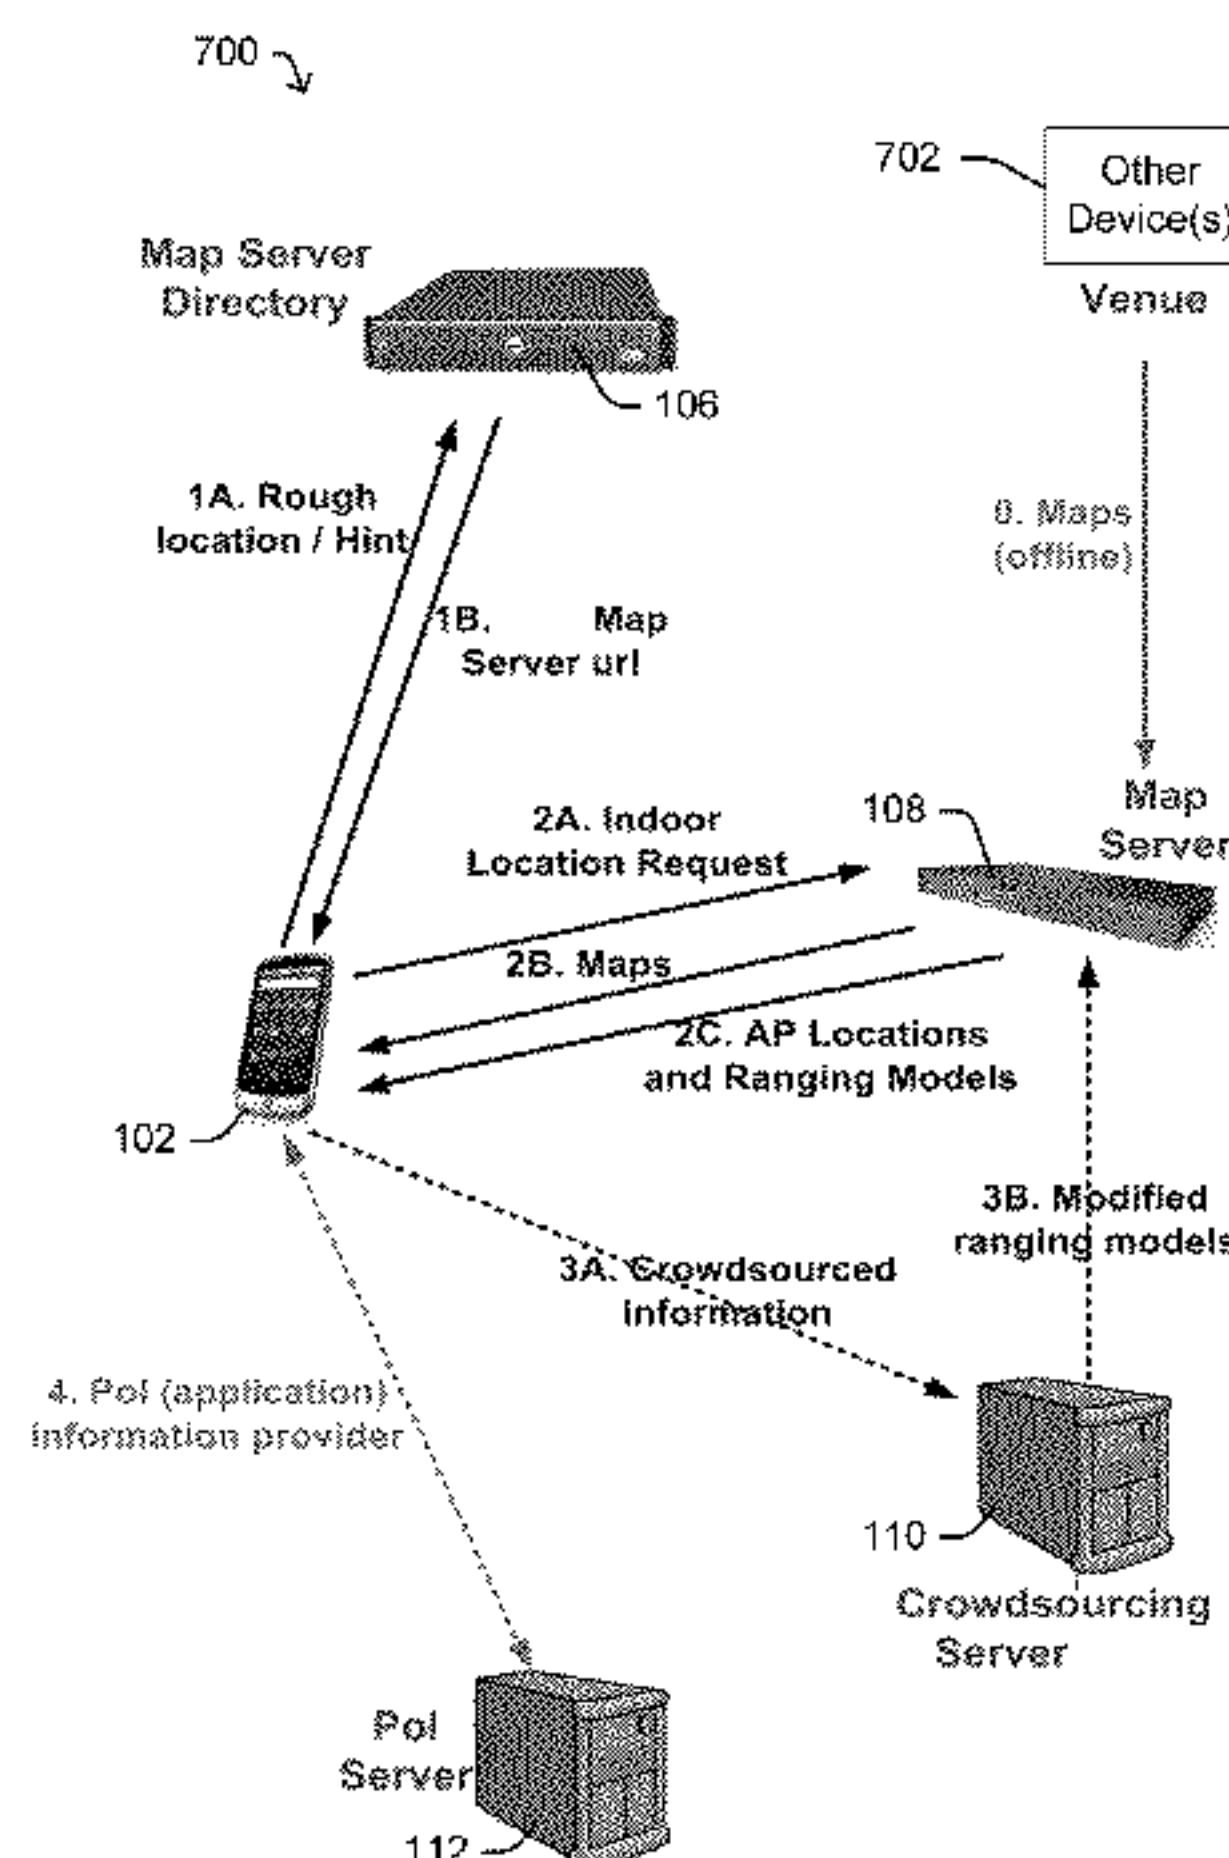 700
702
Other
Device(s)
Venue
Map Server
Directory
106
1A. Rough
location / Hint
0. Maps
(offline)
1B. Map
Server url
Map
Server
108
2A. Indoor
Location Request
2B. Maps
2C. AP Locations
and Ranging Models
102
3B. Modified
ranging models
3A. Crowdsourced
information
4. PoI (application)
information provider
110
Crowdsourcing
Server
PoI
Server
112